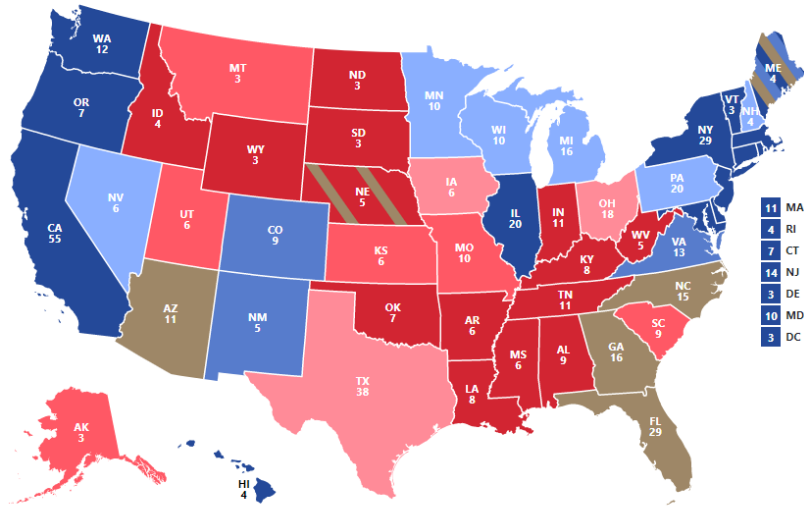 WA
12
OR
7
CA
55
NV
6
ID
4
MT
3
WY
3
UT
6
AZ
11
CO
9
NM
5
ND
3
SD
3
NE
5
KS
6
OK
7
TX
38
MN
10
IA
6
MO
10
AR
6
LA
8
WI
10
IL
20
MI
16
IN
11
OH
18
KY
8
TN
11
MS
6
AL
9
GA
16
FL
29
SC
9
NC
15
VA
13
WV
5
PA
20
NY
29
VT
3
NH
4
ME
4
AK
3
HI
4
11 MA
4 RI
7 CT
14 NJ
3 DE
10 MD
3 DC